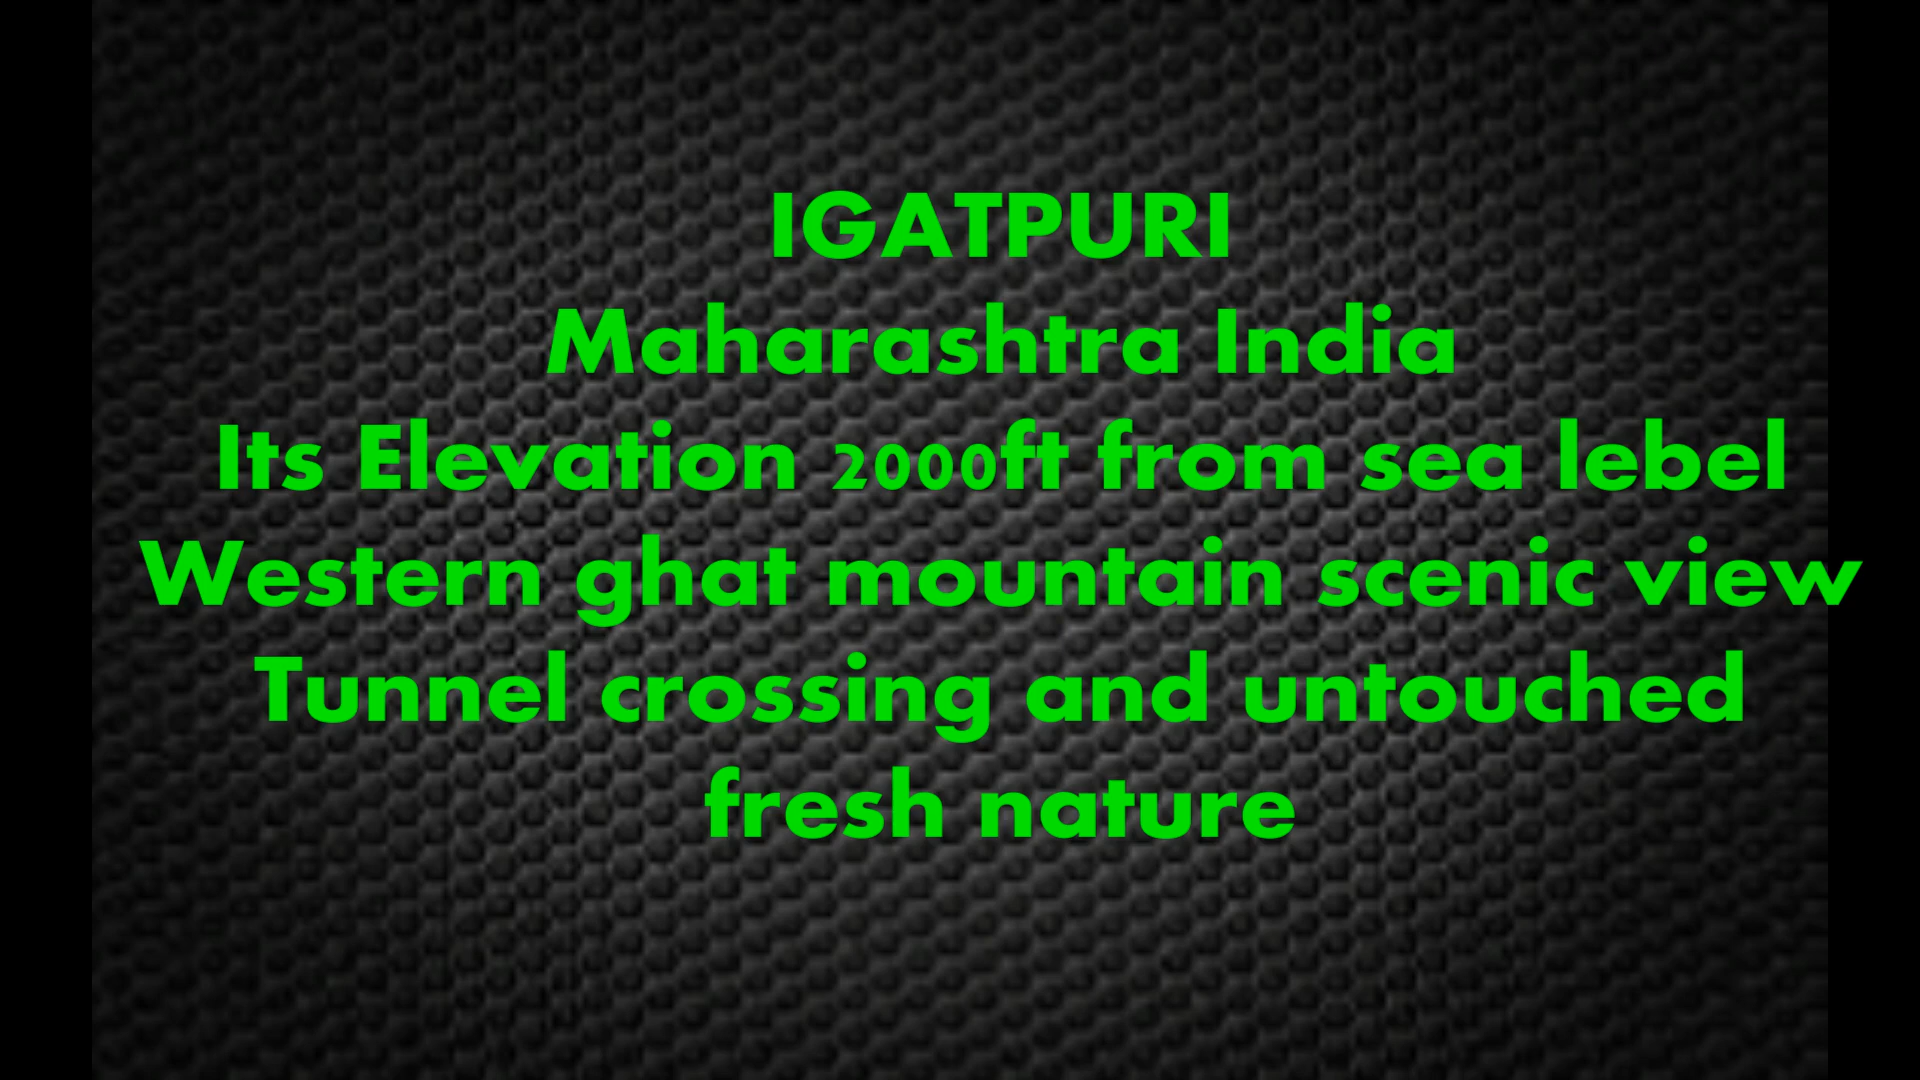 IGATPURI
Maharashtra India
Its Elevation 2000ft from sea lebel
Western ghat mountain scenic view
Tunnel crossing and untouched
fresh nature